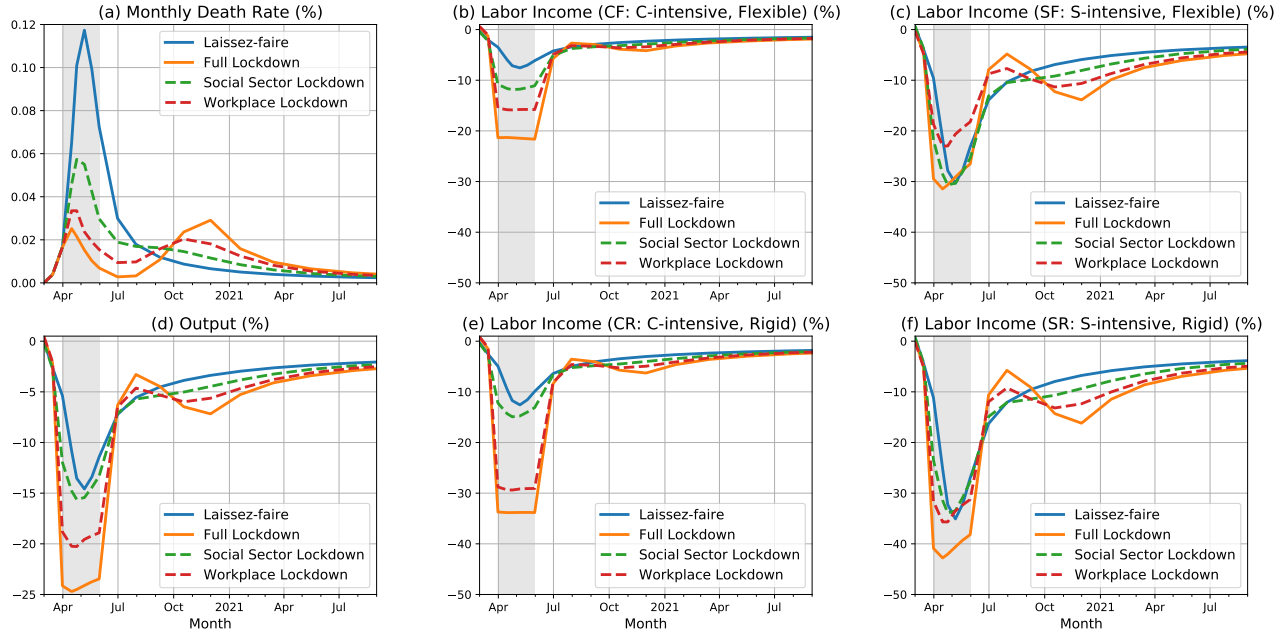 (a) Monthly Death Rate (%)
0.12
0.10
0.08
0.06
0.04
0.02
0.00
Apr Jul Oct 2021 Apr Jul
Laissez-faire
Full Lockdown
Social Sector Lockdown
Workplace Lockdown
(b) Labor Income (CF: C-intensive, Flexible) (%)
0
−10
−20
−30
−40
−50
Apr Jul Oct 2021 Apr Jul
Laissez-faire
Full Lockdown
Social Sector Lockdown
Workplace Lockdown
(c) Labor Income (SF: S-intensive, Flexible) (%)
0
−10
−20
−30
−40
−50
Apr Jul Oct 2021 Apr Jul
Laissez-faire
Full Lockdown
Social Sector Lockdown
Workplace Lockdown
(d) Output (%)
0
−5
−10
−15
−20
−25
Apr Jul Oct 2021 Apr Jul
Month
Laissez-faire
Full Lockdown
Social Sector Lockdown
Workplace Lockdown
(e) Labor Income (CR: C-intensive, Rigid) (%)
0
−10
−20
−30
−40
−50
Apr Jul Oct 2021 Apr Jul
Month
Laissez-faire
Full Lockdown
Social Sector Lockdown
Workplace Lockdown
(f) Labor Income (SR: S-intensive, Rigid) (%)
0
−10
−20
−30
−40
−50
Apr Jul Oct 2021 Apr Jul
Month
Laissez-faire
Full Lockdown
Social Sector Lockdown
Workplace Lockdown